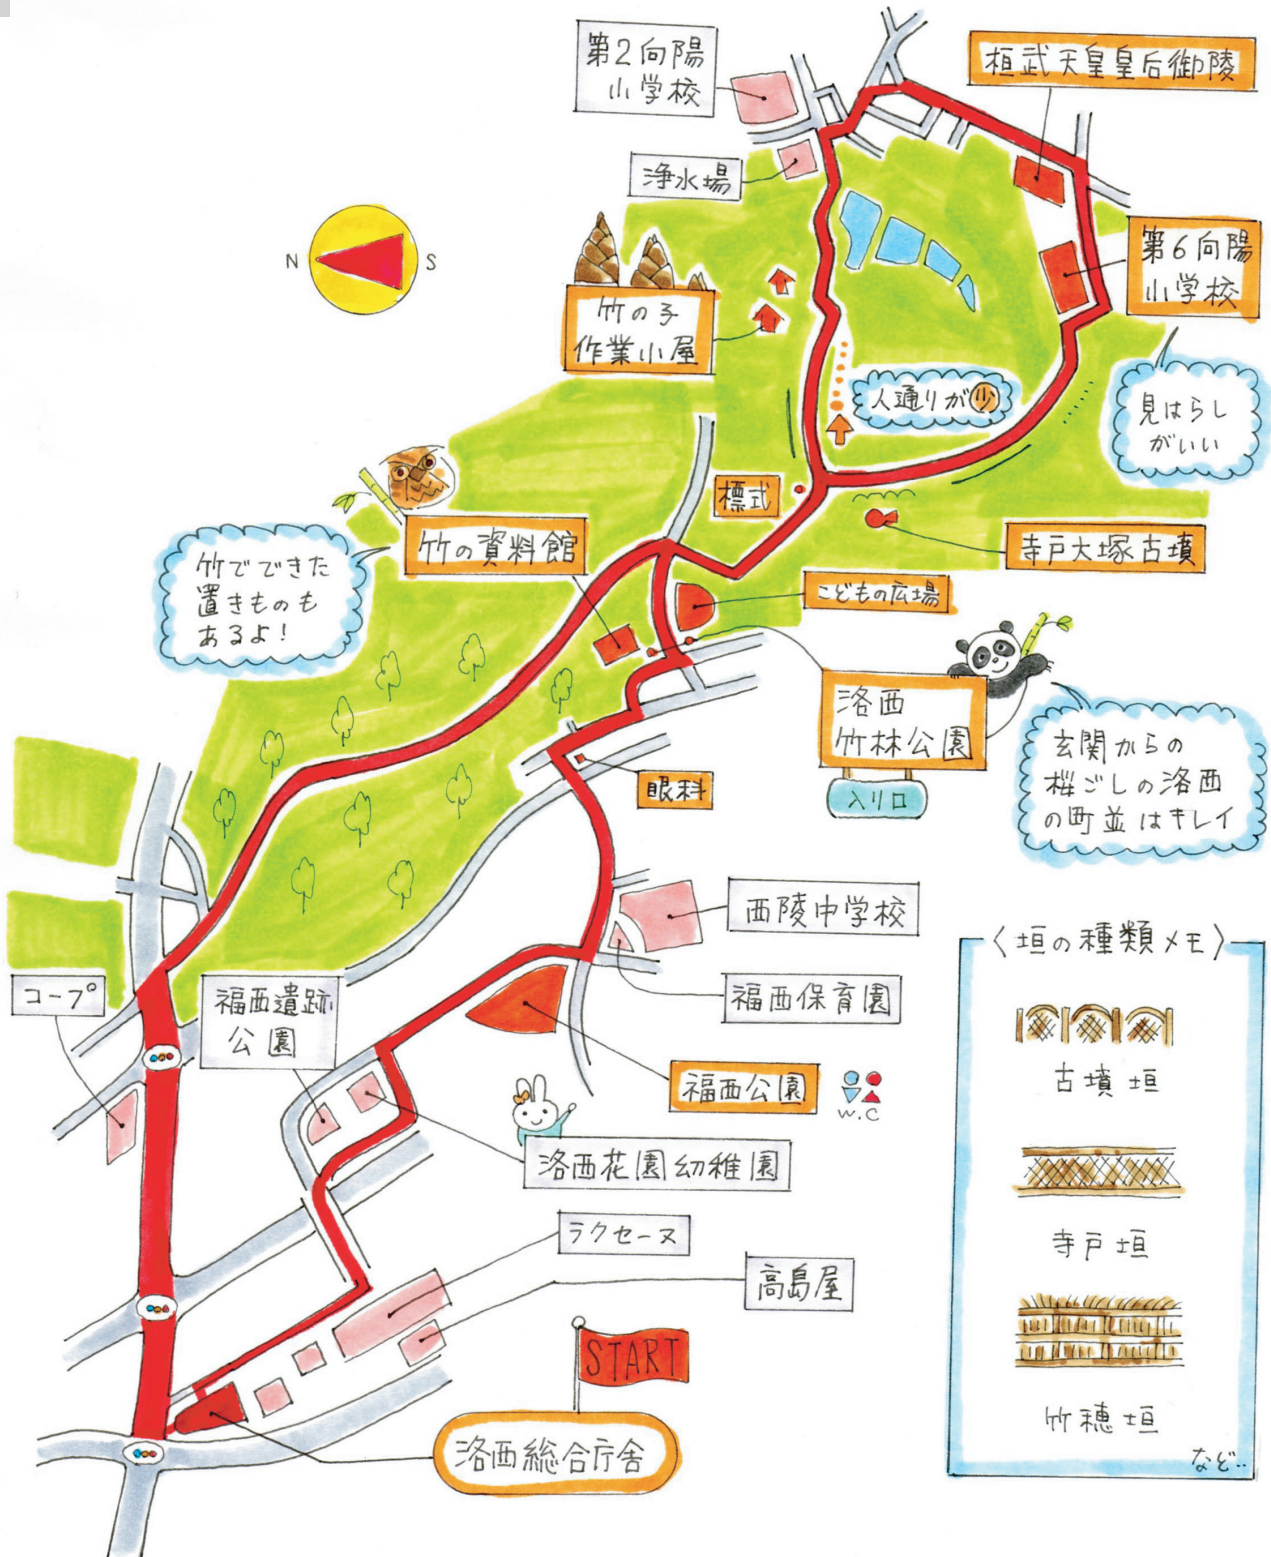 第2向陽
小学校
桓武天皇皇后御陵
浄水場
N
S
第6向陽
小学校
竹の子
作業小屋
人通りが少
見はらし
がいい
標式
竹の資料館
寺戸大塚古墳
竹でできた
置きものも
あるよ!
こどもの広場
洛西
竹林公園
入り口
玄関からの
桜ごしの洛西
の町並はキレイ
眼科
西陵中学校
〈垣の種類メモ〉
コープ
福西遺跡
公園
福西保育園
古墳垣
福西公園
W.C
洛西花園幼稚園
寺戸垣
ラクセーヌ
高島屋
START
竹穂垣
洛西総合庁舎
など..